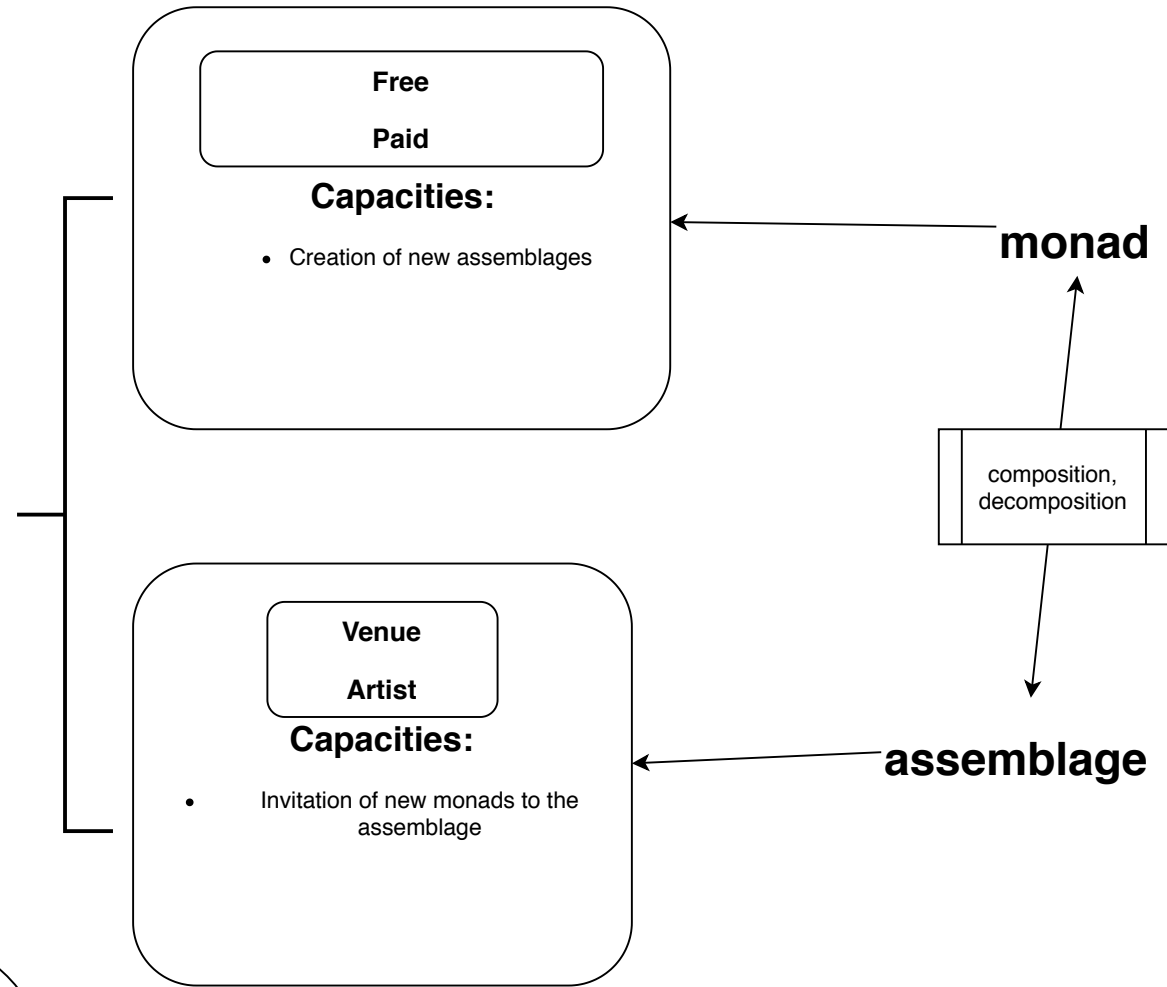 Free
Paid
Capacities:
• Creation of new assemblages
monad
composition,
decomposition
Venue
Artist
Capacities:
assemblage
• Invitation of new monads to the
assemblage